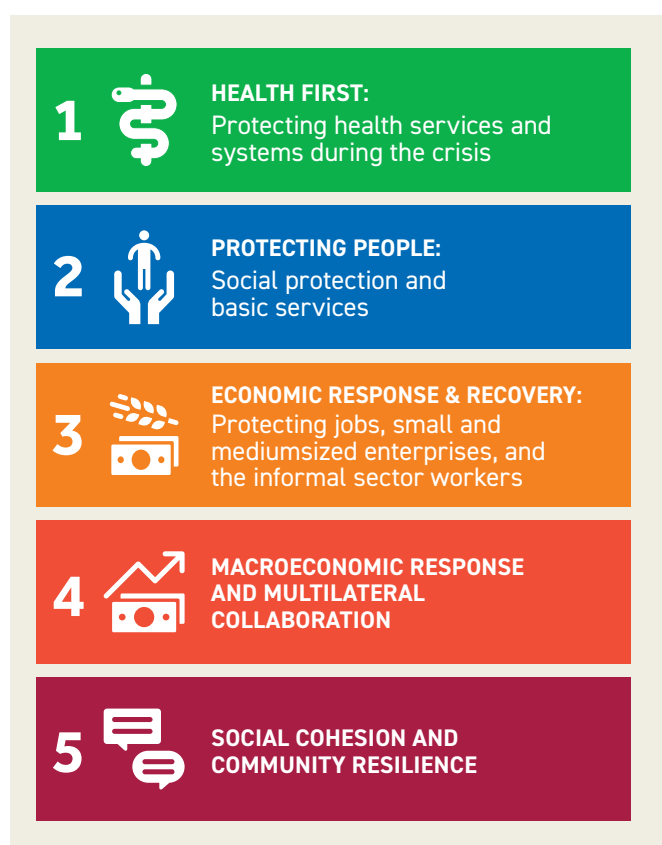 1
HEALTH FIRST:
Protecting health services and
systems during the crisis
2
PROTECTING PEOPLE:
Social protection and
basic services
3
ECONOMIC RESPONSE & RECOVERY:
Protecting jobs, small and
mediumsized enterprises, and
the informal sector workers
4
MACROECONOMIC RESPONSE
AND MULTILATERAL
COLLABORATION
5
SOCIAL COHESION AND
COMMUNITY RESILIENCE